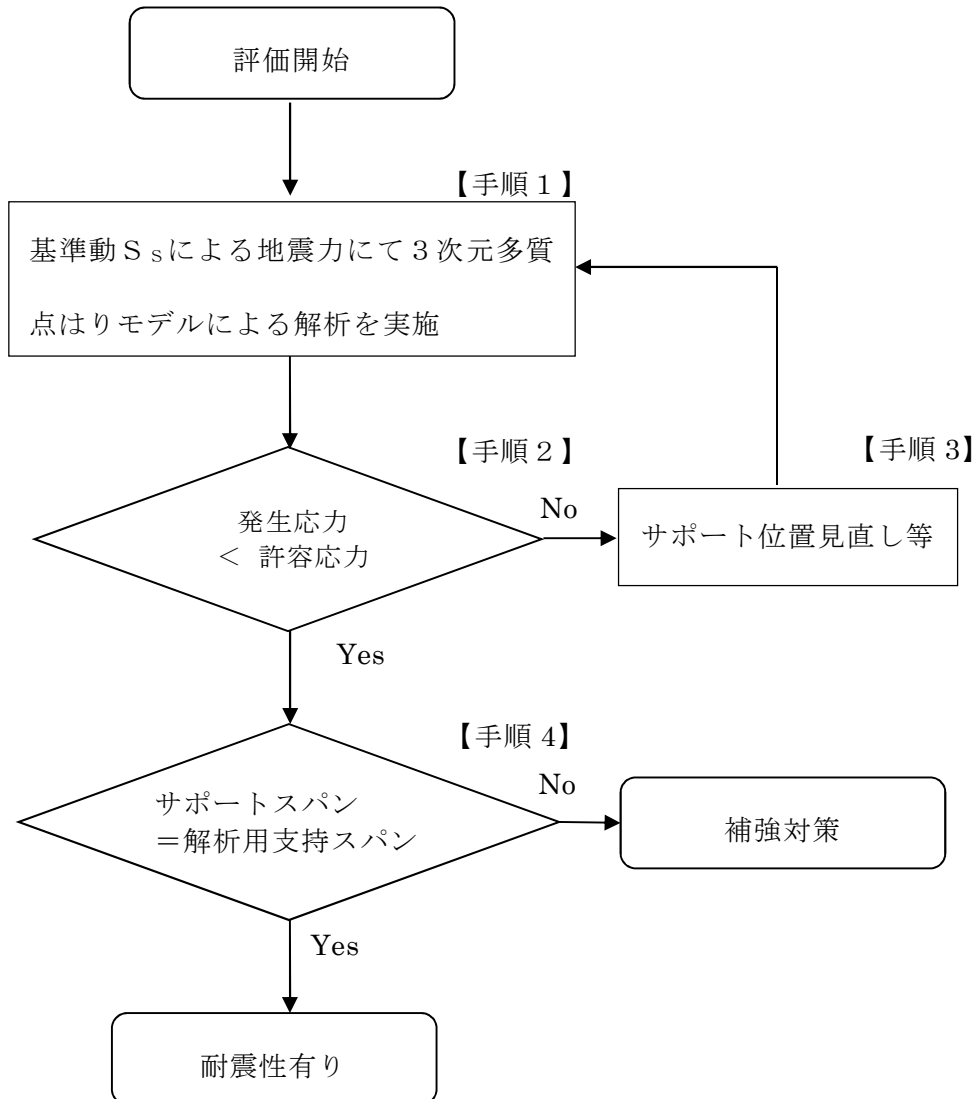 評価開始
【手順１】
基準動Ｓｓによる地震力にて３次元多質
点はりモデルによる解析を実施
【手順２】
【手順 3】
発生応力
＜ 許容応力
No
サポート位置見直し等
Yes
【手順 4】
No
サポートスパン
＝解析用支持スパン
補強対策
Yes
耐震性有り